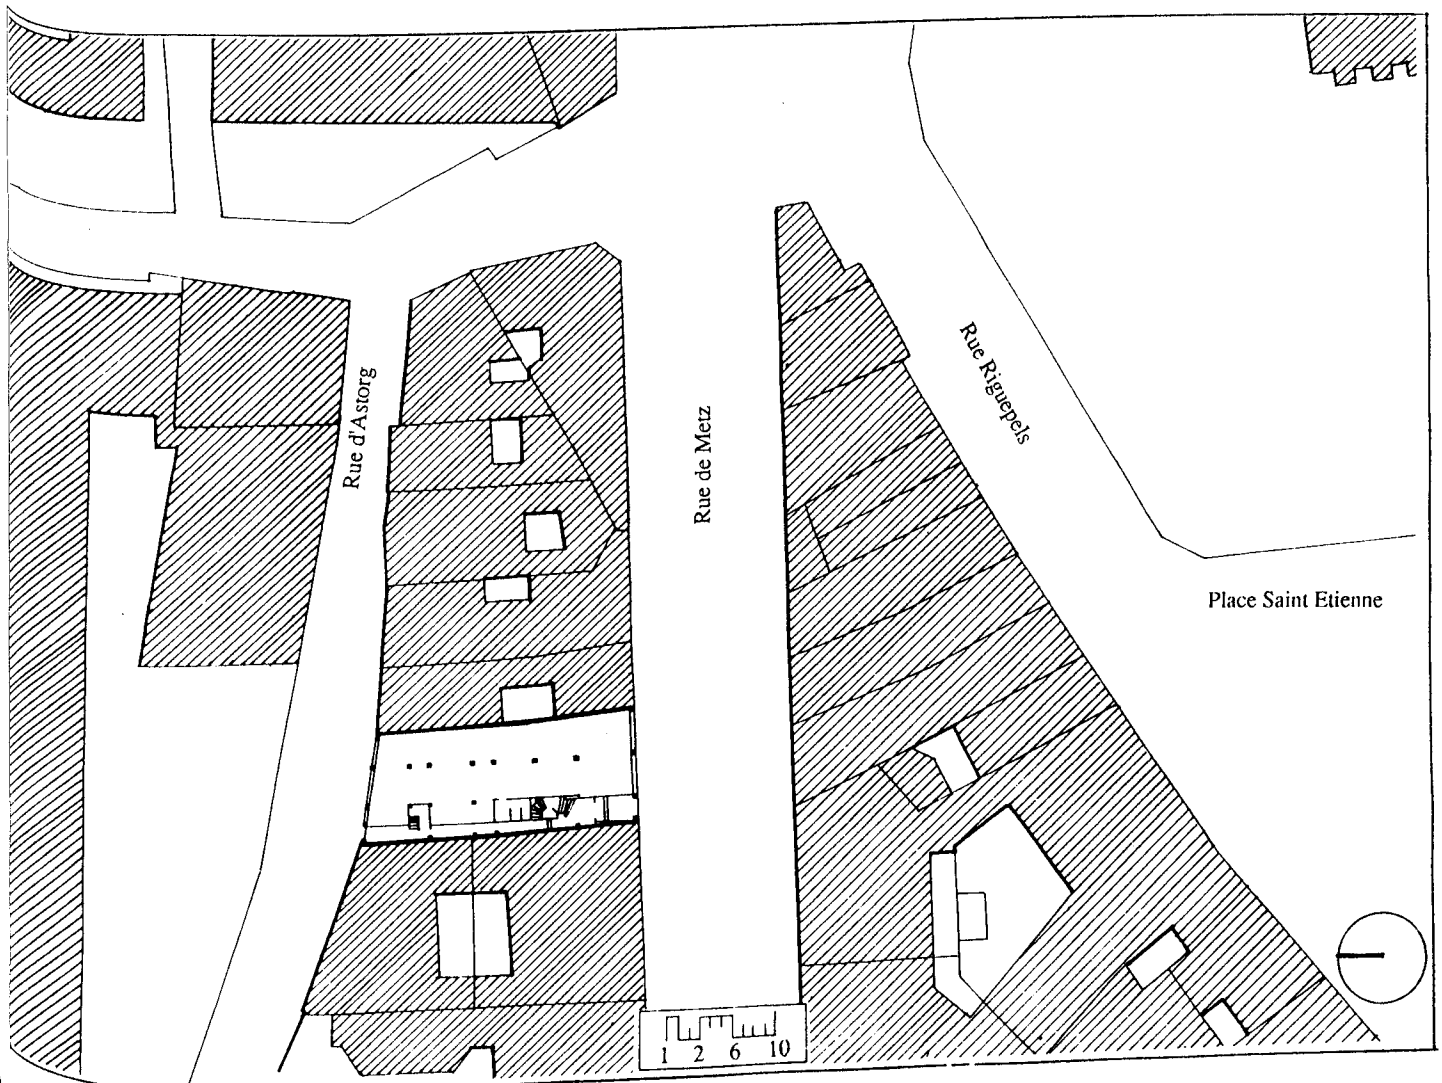 Rue d'Astorg
Rue de Metz
Rue Riguepels
Place Saint Etienne
1 2 6 10